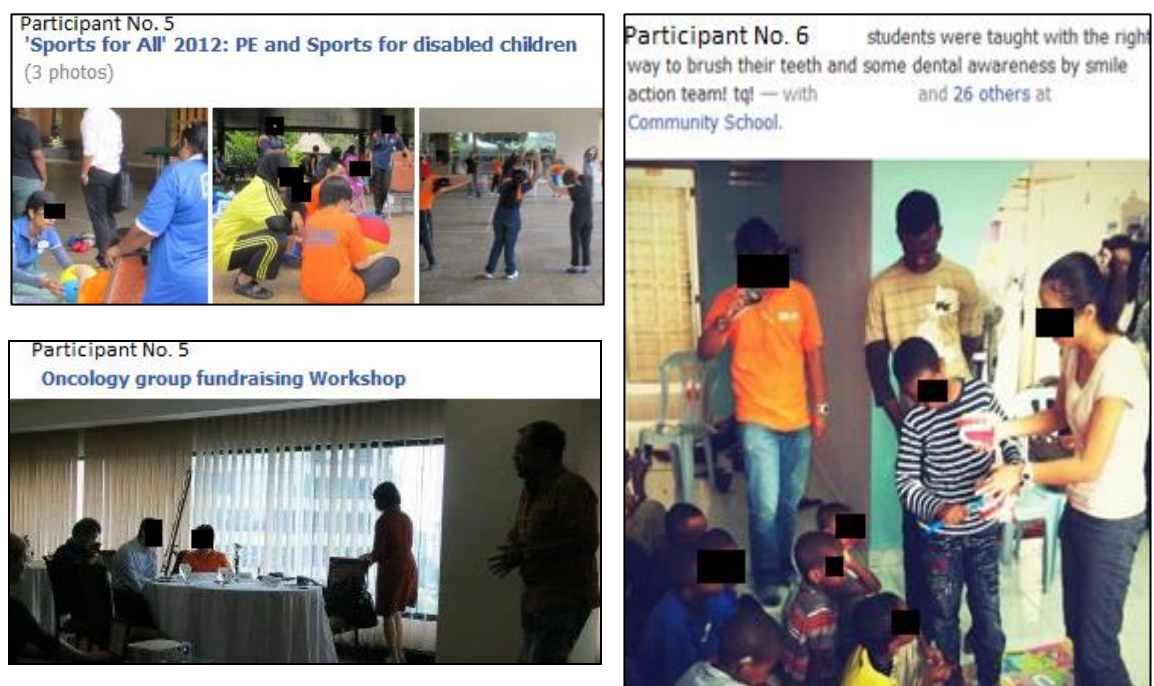 Participant No. 5
'Sports for All' 2012: PE and Sports for disabled children
(3 photos)
Participant No. 5
Oncology group fundraising Workshop
Participant No. 6
students were taught with the right
way to brush their teeth and some dental awareness by smile
action team! tq! — with and 26 others at
Community School.